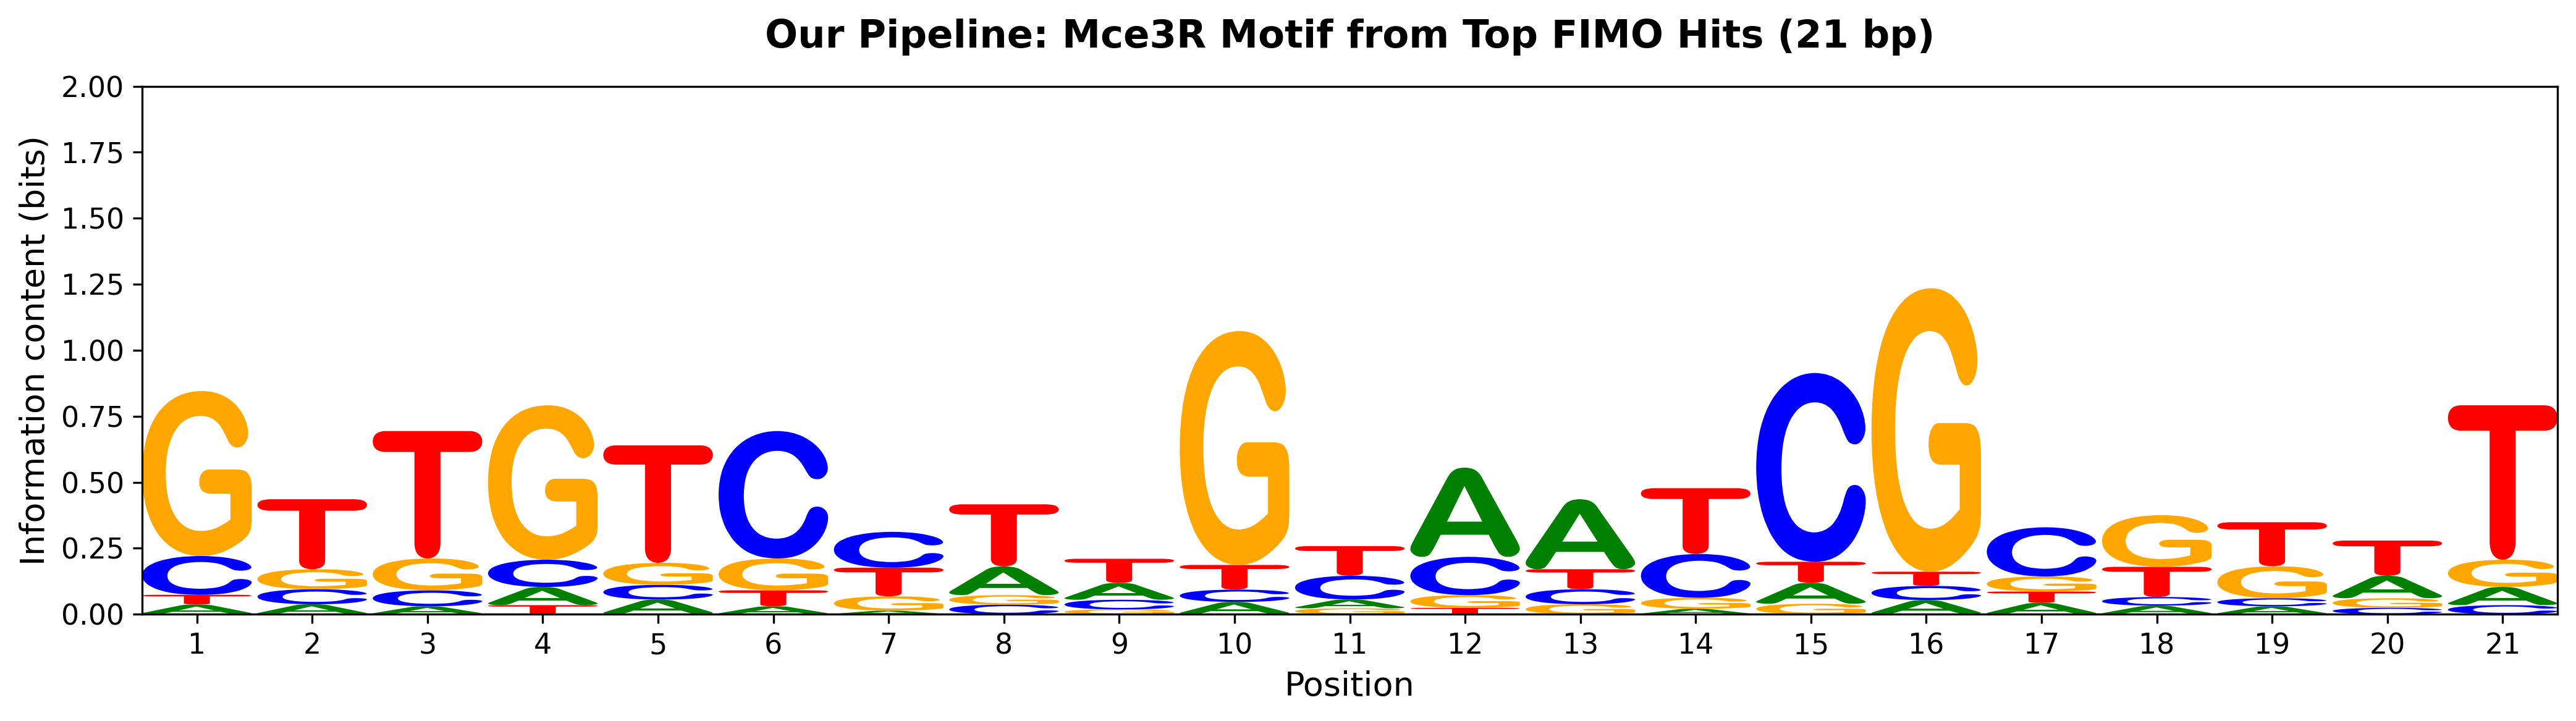 Our Pipeline: Mce3R Motif from Top FIMO Hits (21 bp)
Information content (bits)
2.00
1.75
1.50
1.25
1.00
0.75
0.50
0.25
0.00
G T T G T C C T T G T A A T C G C G T T T
C G G C G G T A A T C C T C T T G T G A G
T C C A C T G G C C A G C G A C T C C G A
A A A T A A A C G A G T G A G A A A A C C
1 2 3 4 5 6 7 8 9 10 11 12 13 14 15 16 17 18 19 20 21
Position